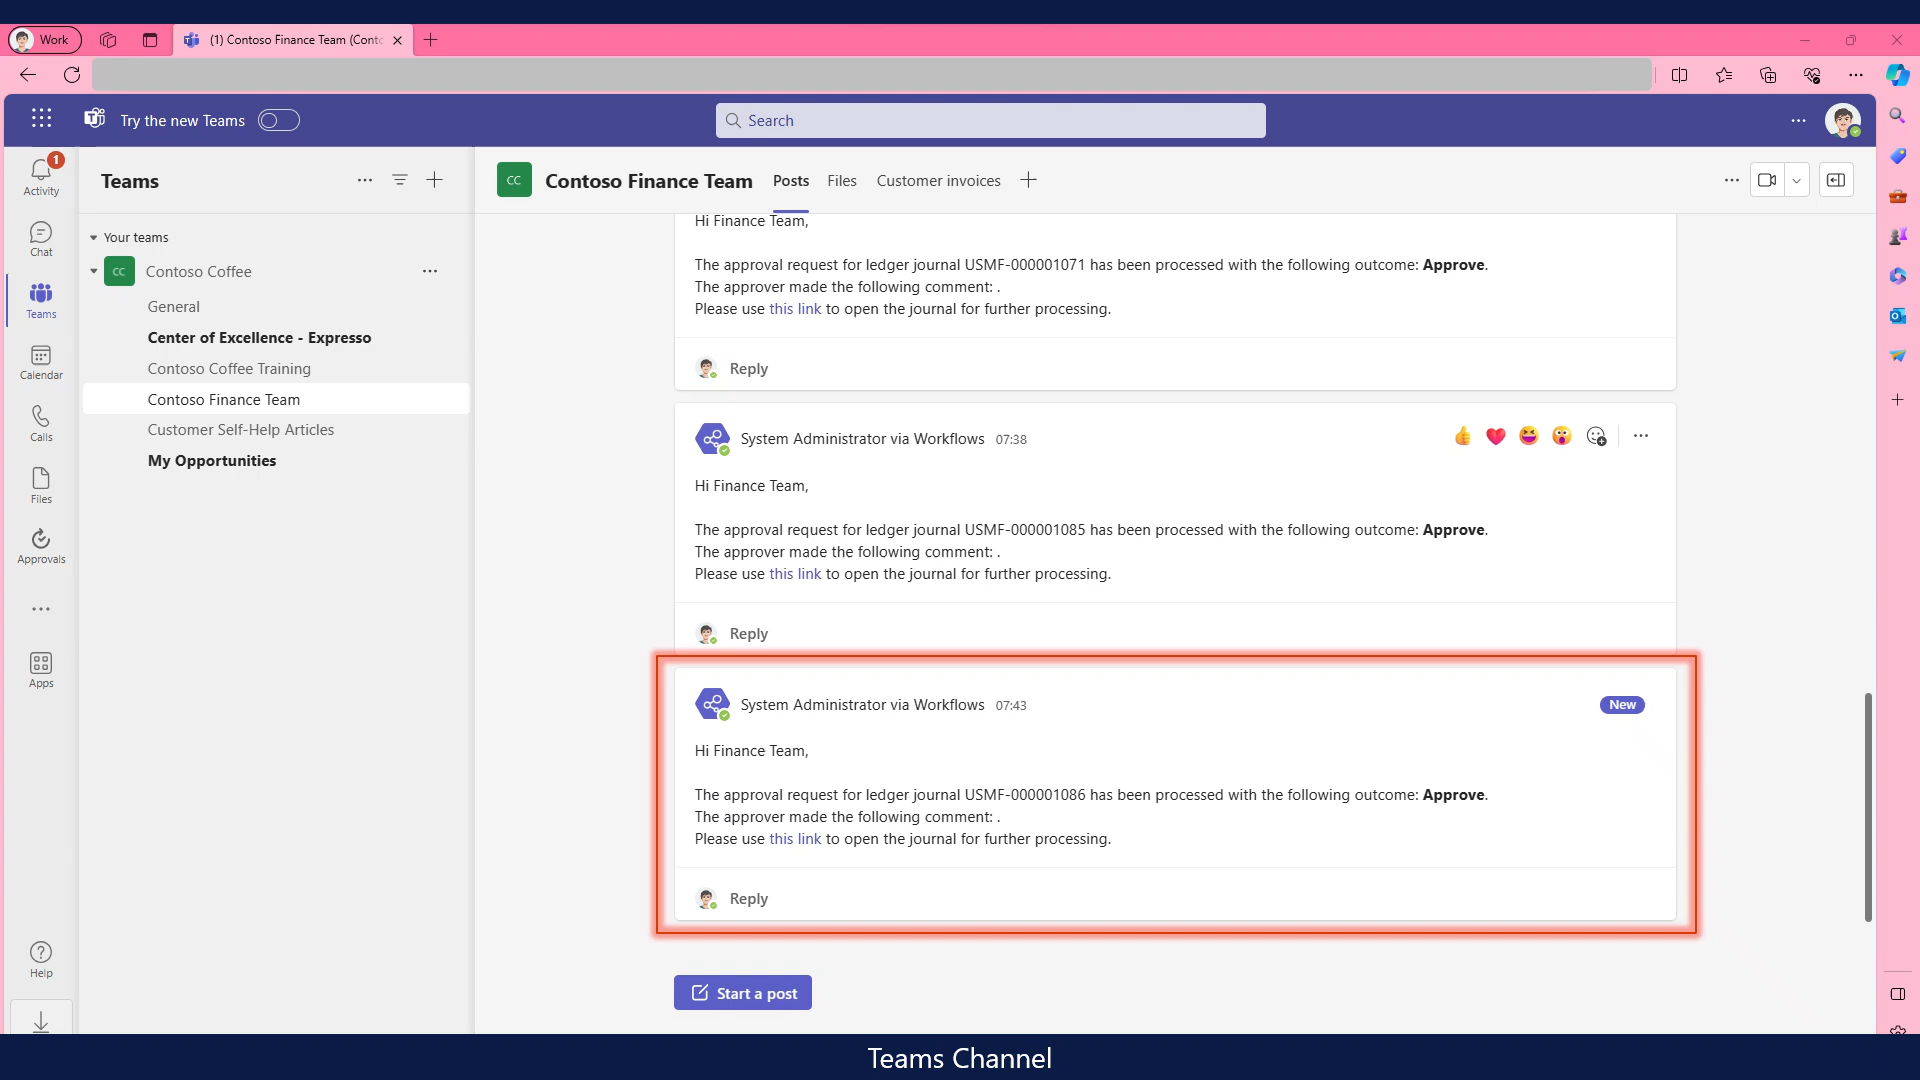 Work
(1) Contoso Finance Team (Conto
Try the new Teams
Search
1
Activity
Chat
Teams
Calendar
Calls
Files
Approvals
Apps
Help
Teams
Your teams
CC Contoso Coffee
General
Center of Excellence - Expresso
Contoso Coffee Training
Contoso Finance Team
Customer Self-Help Articles
My Opportunities
CC Contoso Finance Team Posts Files Customer invoices
Hi Finance Team,
The approval request for ledger journal USMF-000001071 has been processed with the following outcome: Approve.
The approver made the following comment: .
Please use this link to open the journal for further processing.
Reply
System Administrator via Workflows 07:38
Hi Finance Team,
The approval request for ledger journal USMF-000001085 has been processed with the following outcome: Approve.
The approver made the following comment: .
Please use this link to open the journal for further processing.
Reply
System Administrator via Workflows 07:43 New
Hi Finance Team,
The approval request for ledger journal USMF-000001086 has been processed with the following outcome: Approve.
The approver made the following comment: .
Please use this link to open the journal for further processing.
Reply
Start a post
Teams Channel